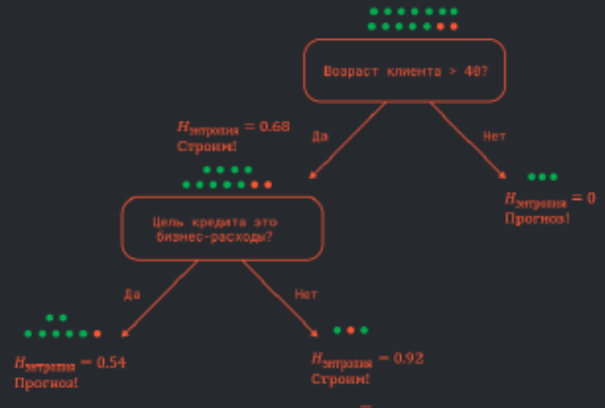 Возраст клиента > 40?
Hэнтропия = 0.68
Строим!
Да
Нет
Hэнтропия = 0
Прогноз!
Цель кредита это
бизнес-расходы?
Да
Нет
Hэнтропия = 0.54
Прогноз!
Hэнтропия = 0.92
Строим!